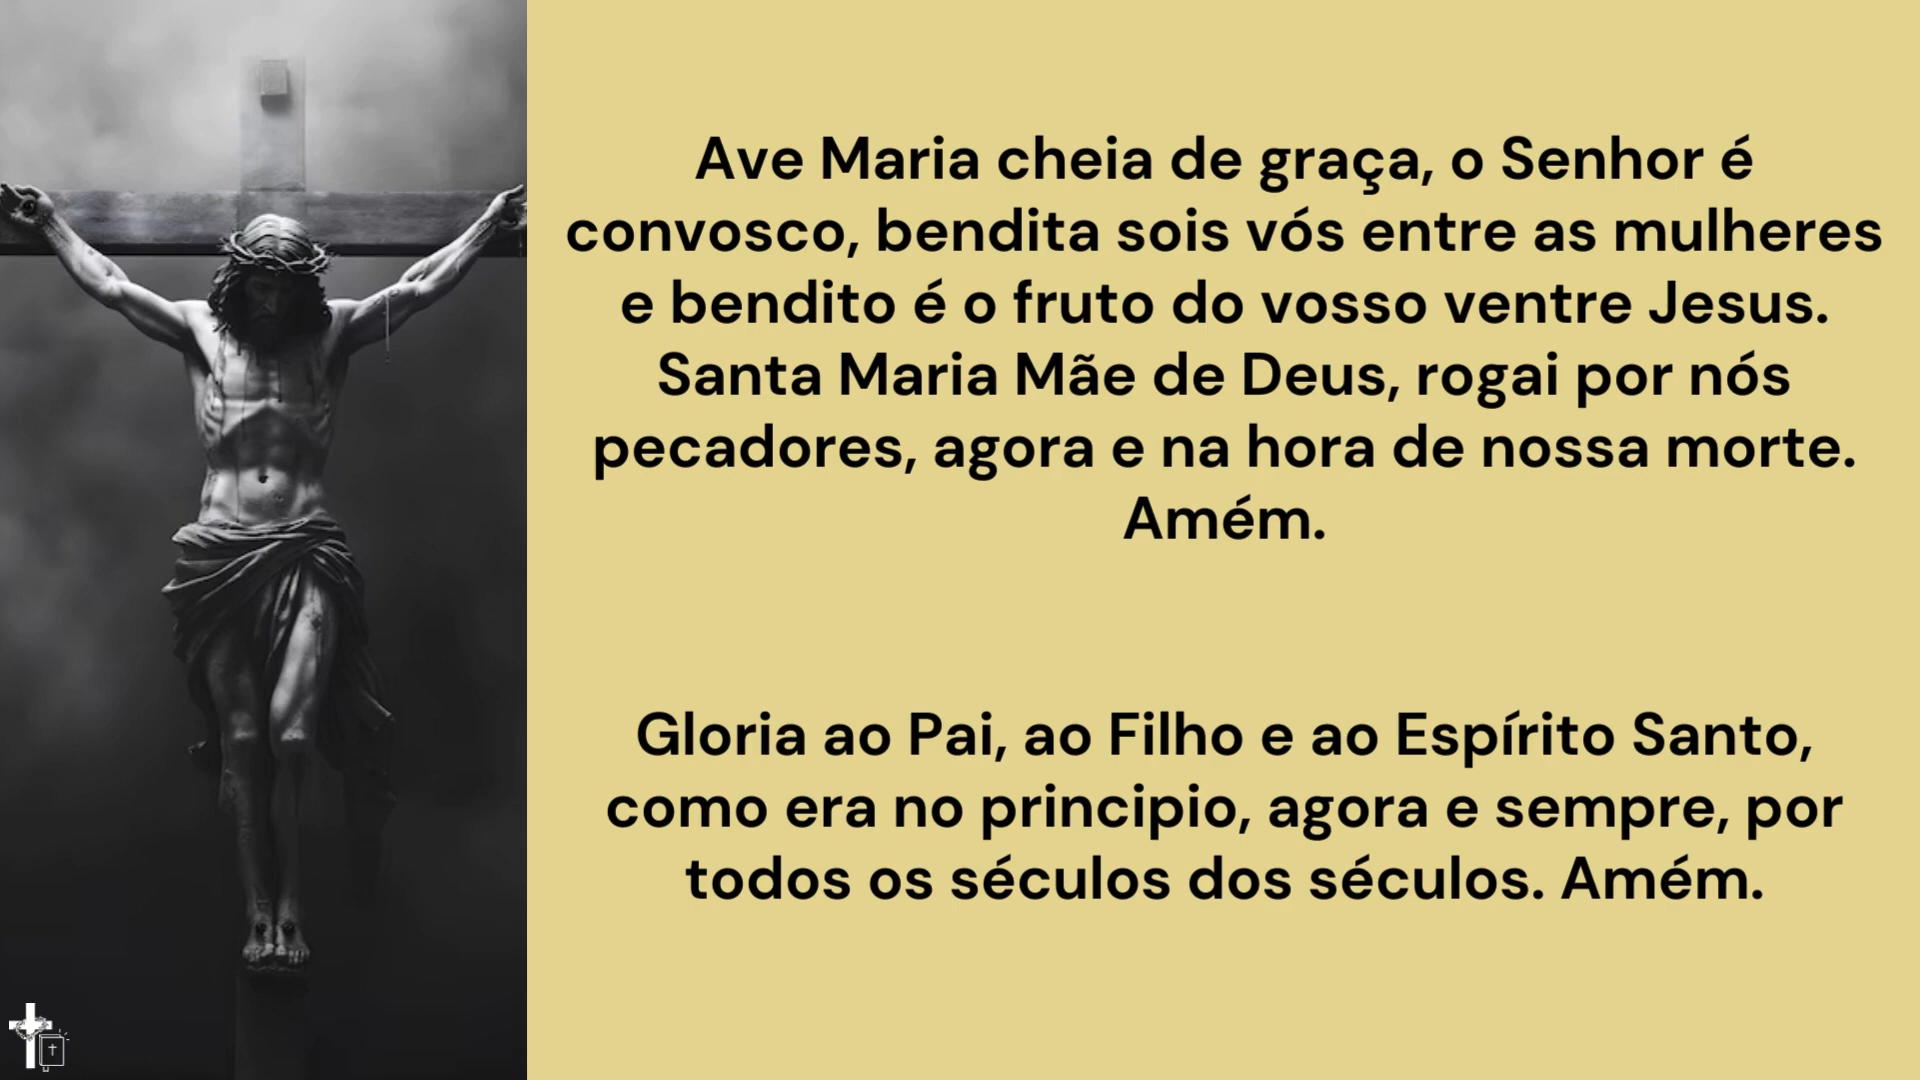 Ave Maria cheia de graça, o Senhor é
convosco, bendita sois vós entre as mulheres
e bendito é o fruto do vosso ventre Jesus.
Santa Maria Mãe de Deus, rogai por nós
pecadores, agora e na hora de nossa morte.
Amém.
Gloria ao Pai, ao Filho e ao Espírito Santo,
como era no principio, agora e sempre, por
todos os séculos dos séculos. Amém.